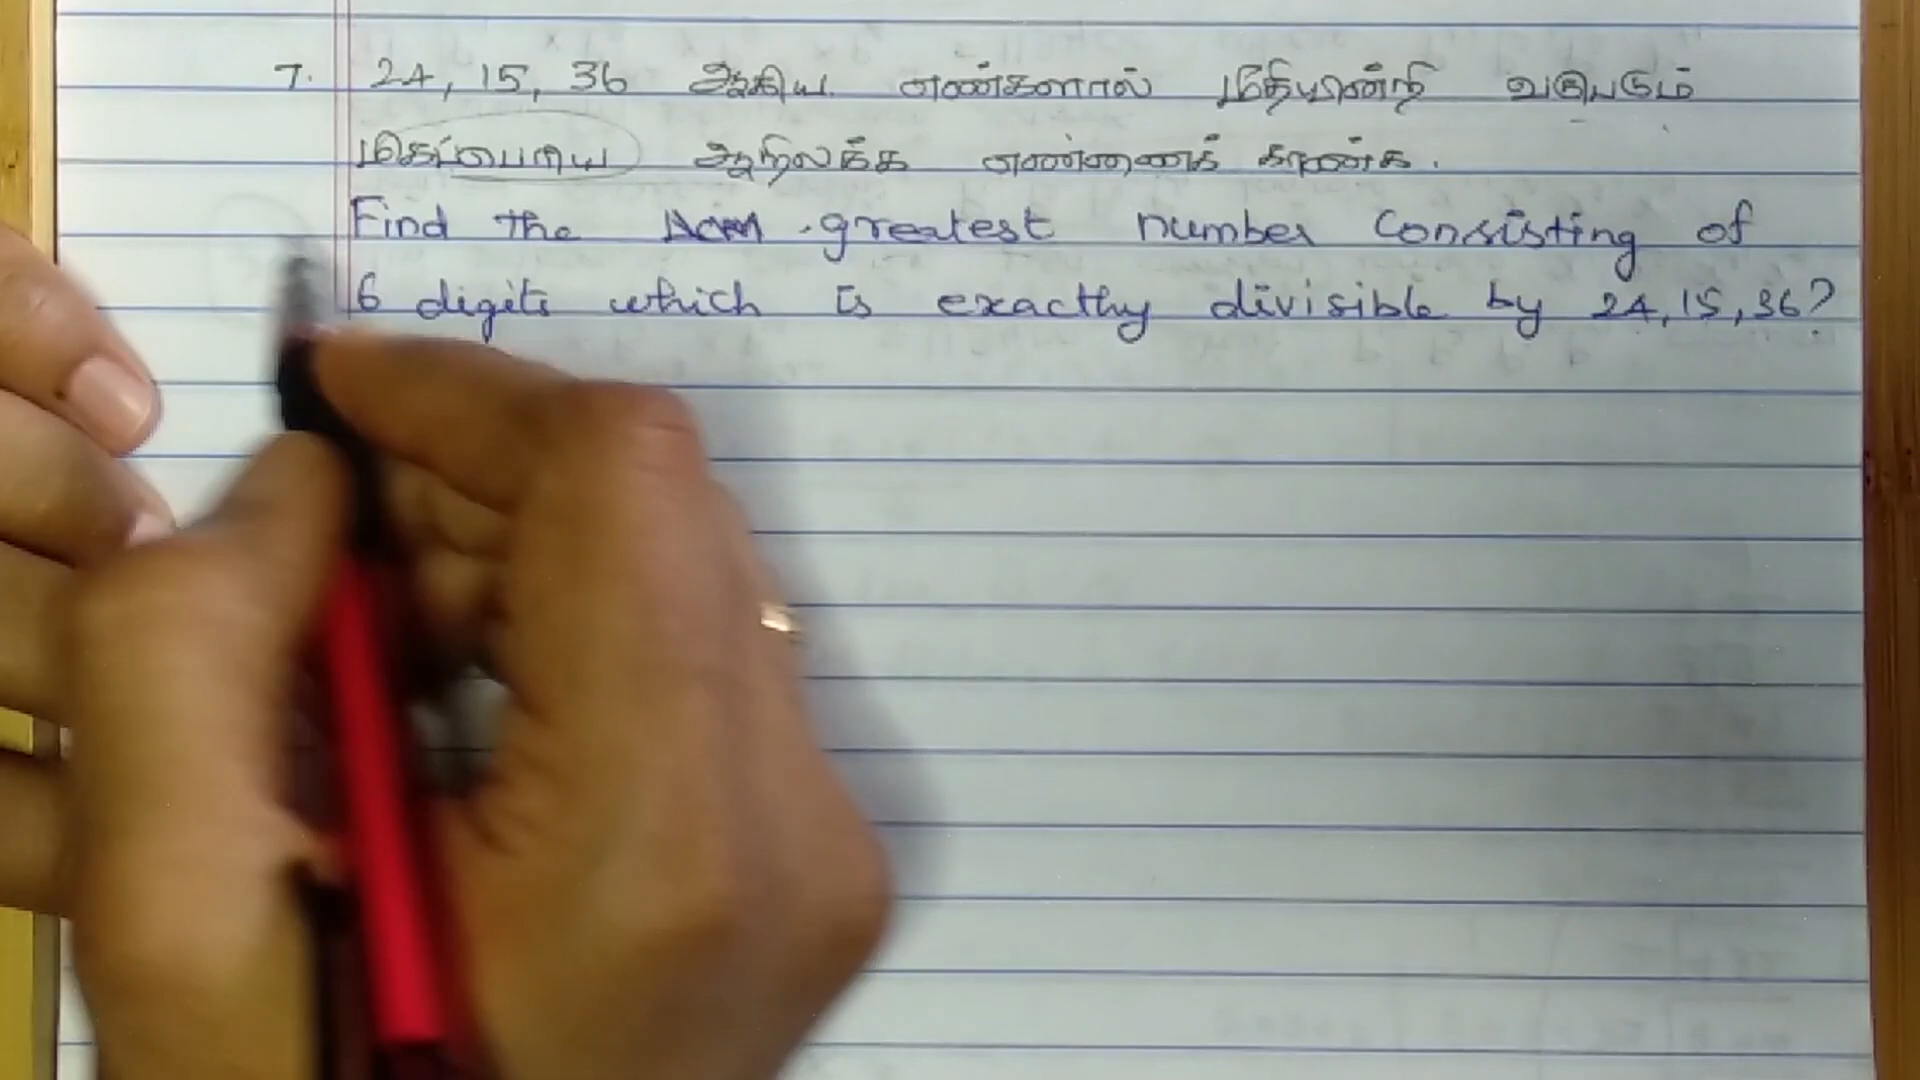 7. 24, 15, 36 ஆகிய எண்களால் மீதியின்றி வகுபடும்
மிகப்பெரிய ஆறிலக்க எண்ணைக் காண்க.
Find the greatest number consisting of
6 digits which is exactly divisible by 24, 15, 36?